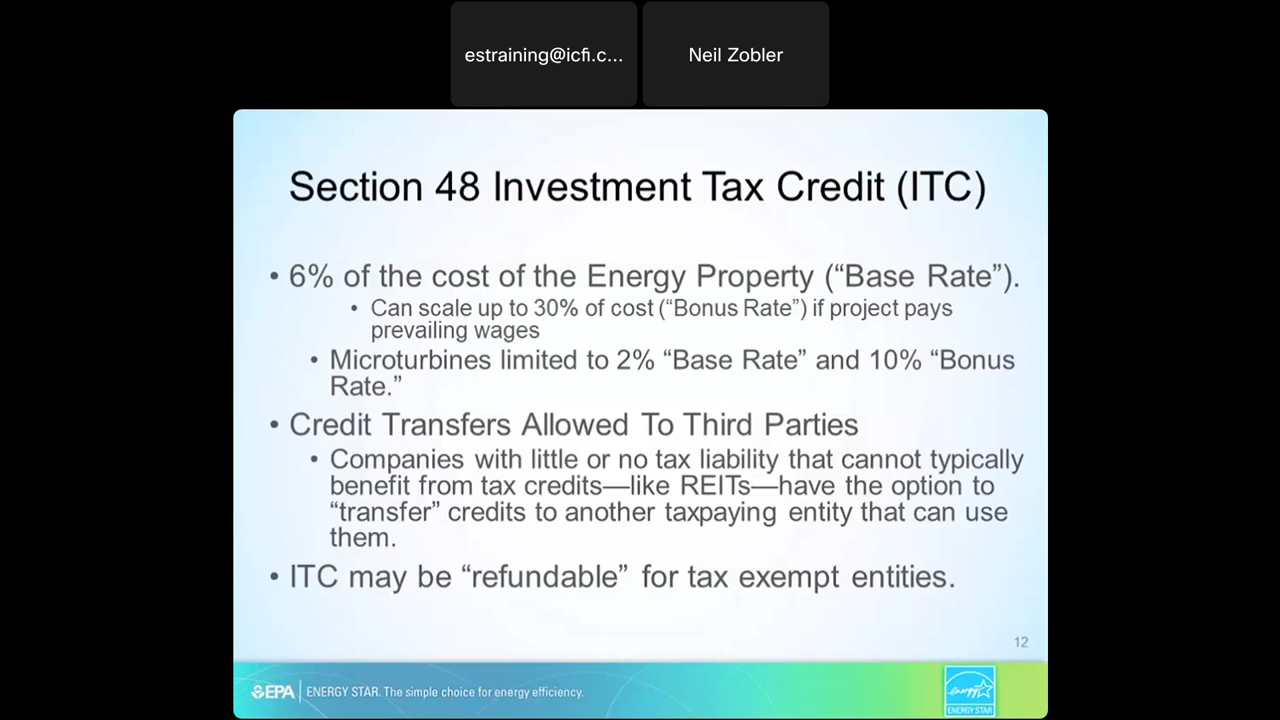 estraining@icfi.c...
Neil Zobler
Section 48 Investment Tax Credit (ITC)
• 6% of the cost of the Energy Property (“Base Rate”).
• Can scale up to 30% of cost (“Bonus Rate”) if project pays
prevailing wages
• Microturbines limited to 2% “Base Rate” and 10% “Bonus
Rate.”
• Credit Transfers Allowed To Third Parties
• Companies with little or no tax liability that cannot typically
benefit from tax credits—like REITs—have the option to
“transfer” credits to another taxpaying entity that can use
them.
• ITC may be “refundable” for tax exempt entities.
12
EPA
ENERGY STAR. The simple choice for energy efficiency.
energy
ENERGY STAR